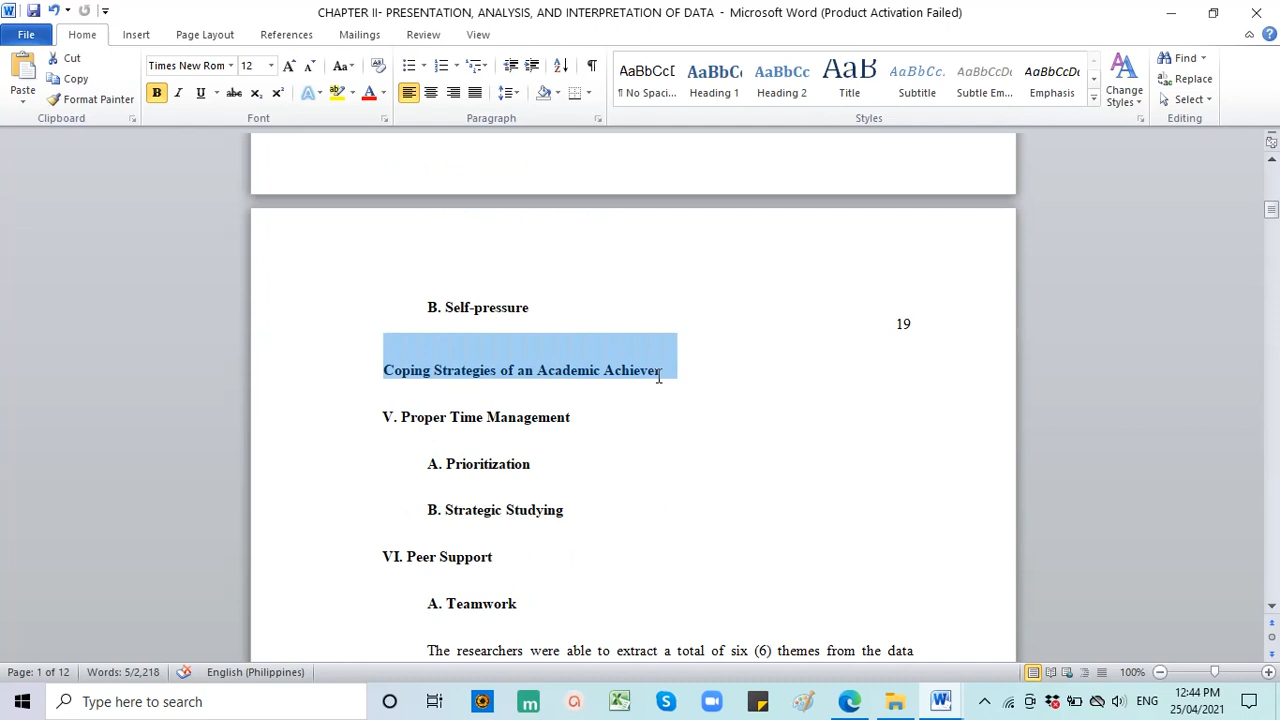 CHAPTER II- PRESENTATION, ANALYSIS, AND INTERPRETATION OF DATA - Microsoft Word (Product Activation Failed)
File Home Insert Page Layout References Mailings Review View
Paste Cut Copy Format Painter
Times New Rom 12
AaBbCcD AaBbC AaBbCc AaB AaBbCc. AaBbCcDc AaBbCcDc
¶ No Spaci... Heading 1 Heading 2 Title Subtitle Subtle Em... Emphasis
Change Styles
Find
Replace
Select
Clipboard Font Paragraph Styles Editing
B. Self-pressure
19
Coping Strategies of an Academic Achiever
V. Proper Time Management
A. Prioritization
B. Strategic Studying
VI. Peer Support
A. Teamwork
The researchers were able to extract a total of six (6) themes from the data
Page: 1 of 12 Words: 5/2,218 English (Philippines) 100%
Type here to search
ENG
12:44 PM
25/04/2021